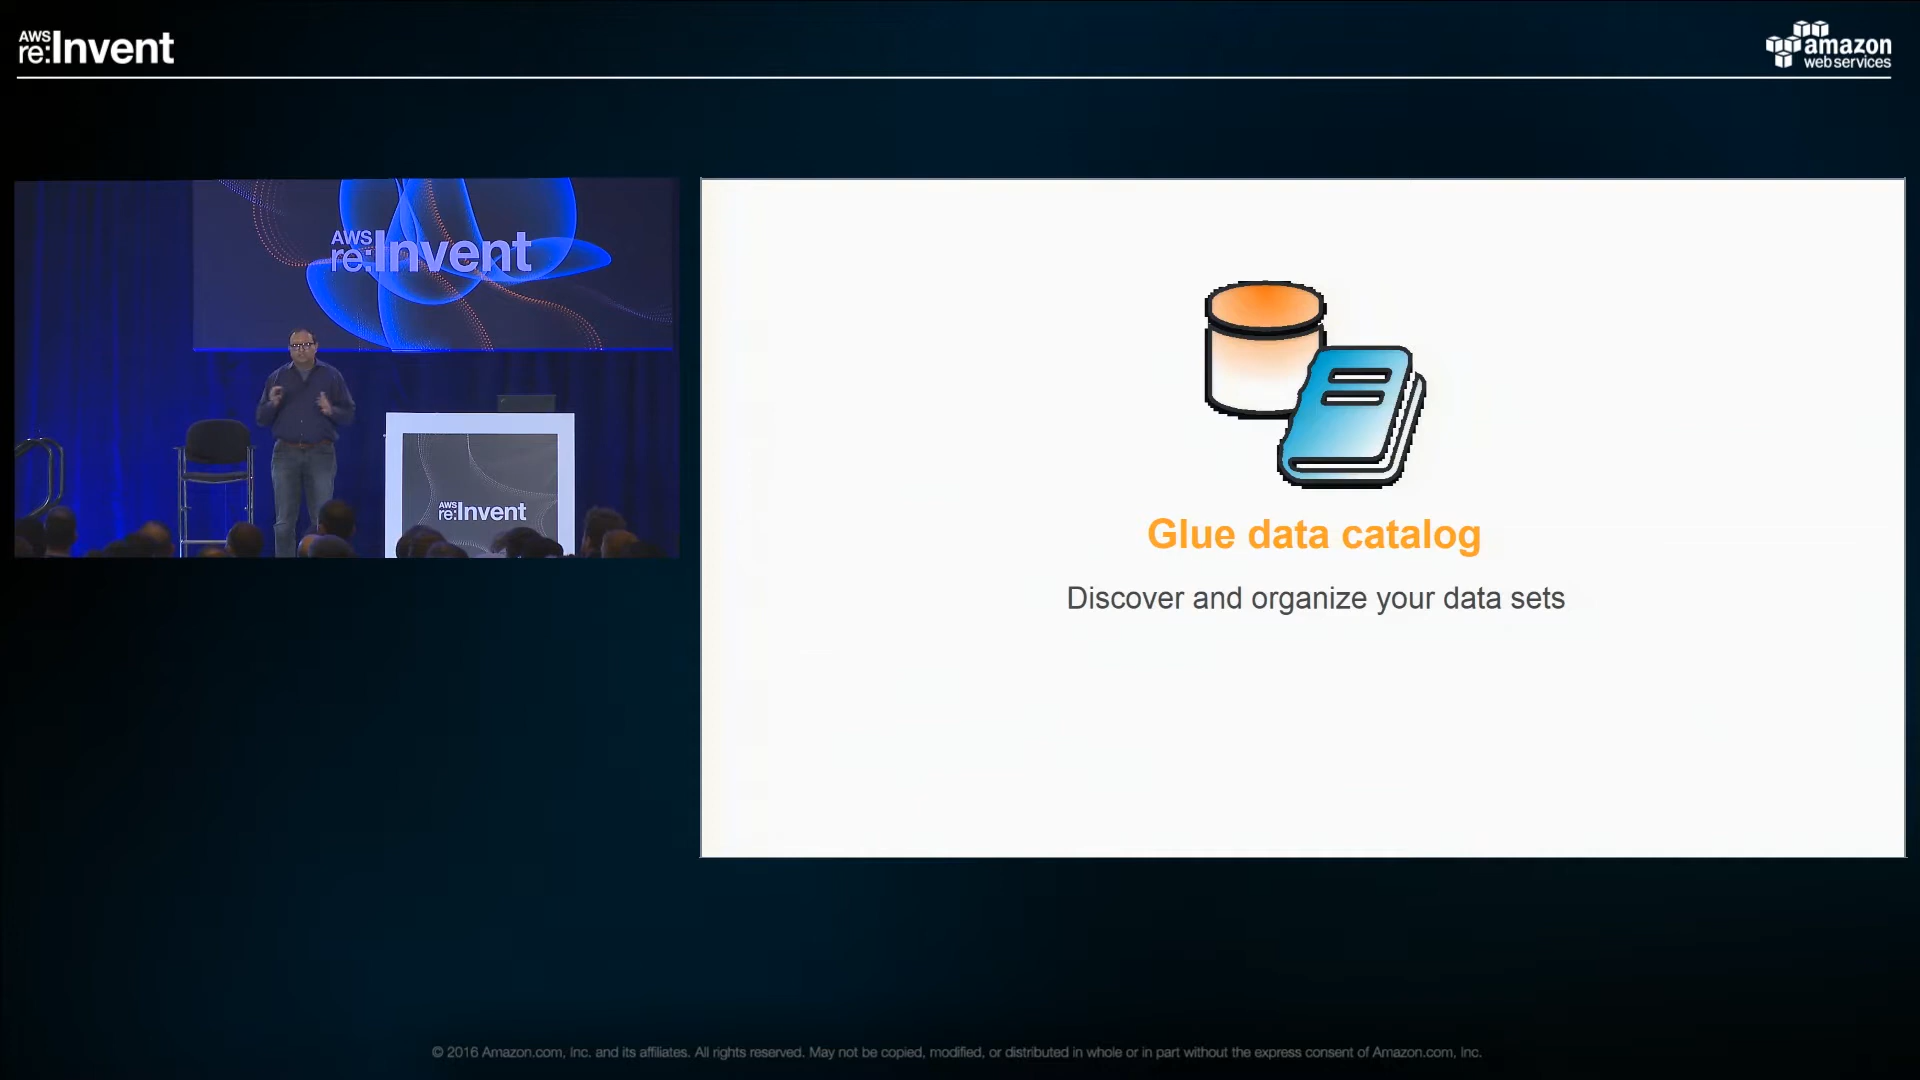 AWS
re:Invent
amazon
web services
AWS
re:Invent
AWS
re:Invent
Glue data catalog
Discover and organize your data sets
© 2016 Amazon.com, Inc. and its affiliates. All rights reserved. May not be copied, modified, or distributed in whole or in part without the express consent of Amazon.com, Inc.